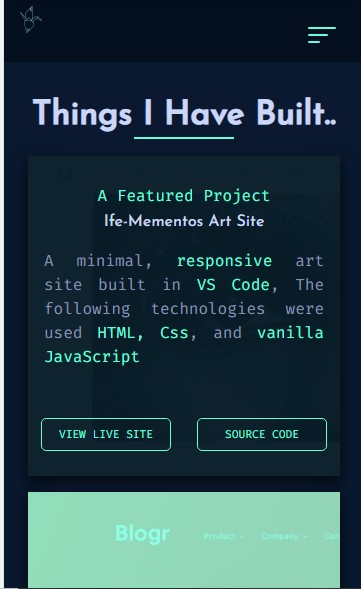 Things I Have Built..
A Featured Project
Ife-Mementos Art Site
A minimal, responsive art
site built in VS Code, The
following technologies were
used HTML, Css, and vanilla
JavaScript
VIEW LIVE SITE
SOURCE CODE
Blogr
Product
Company
Con